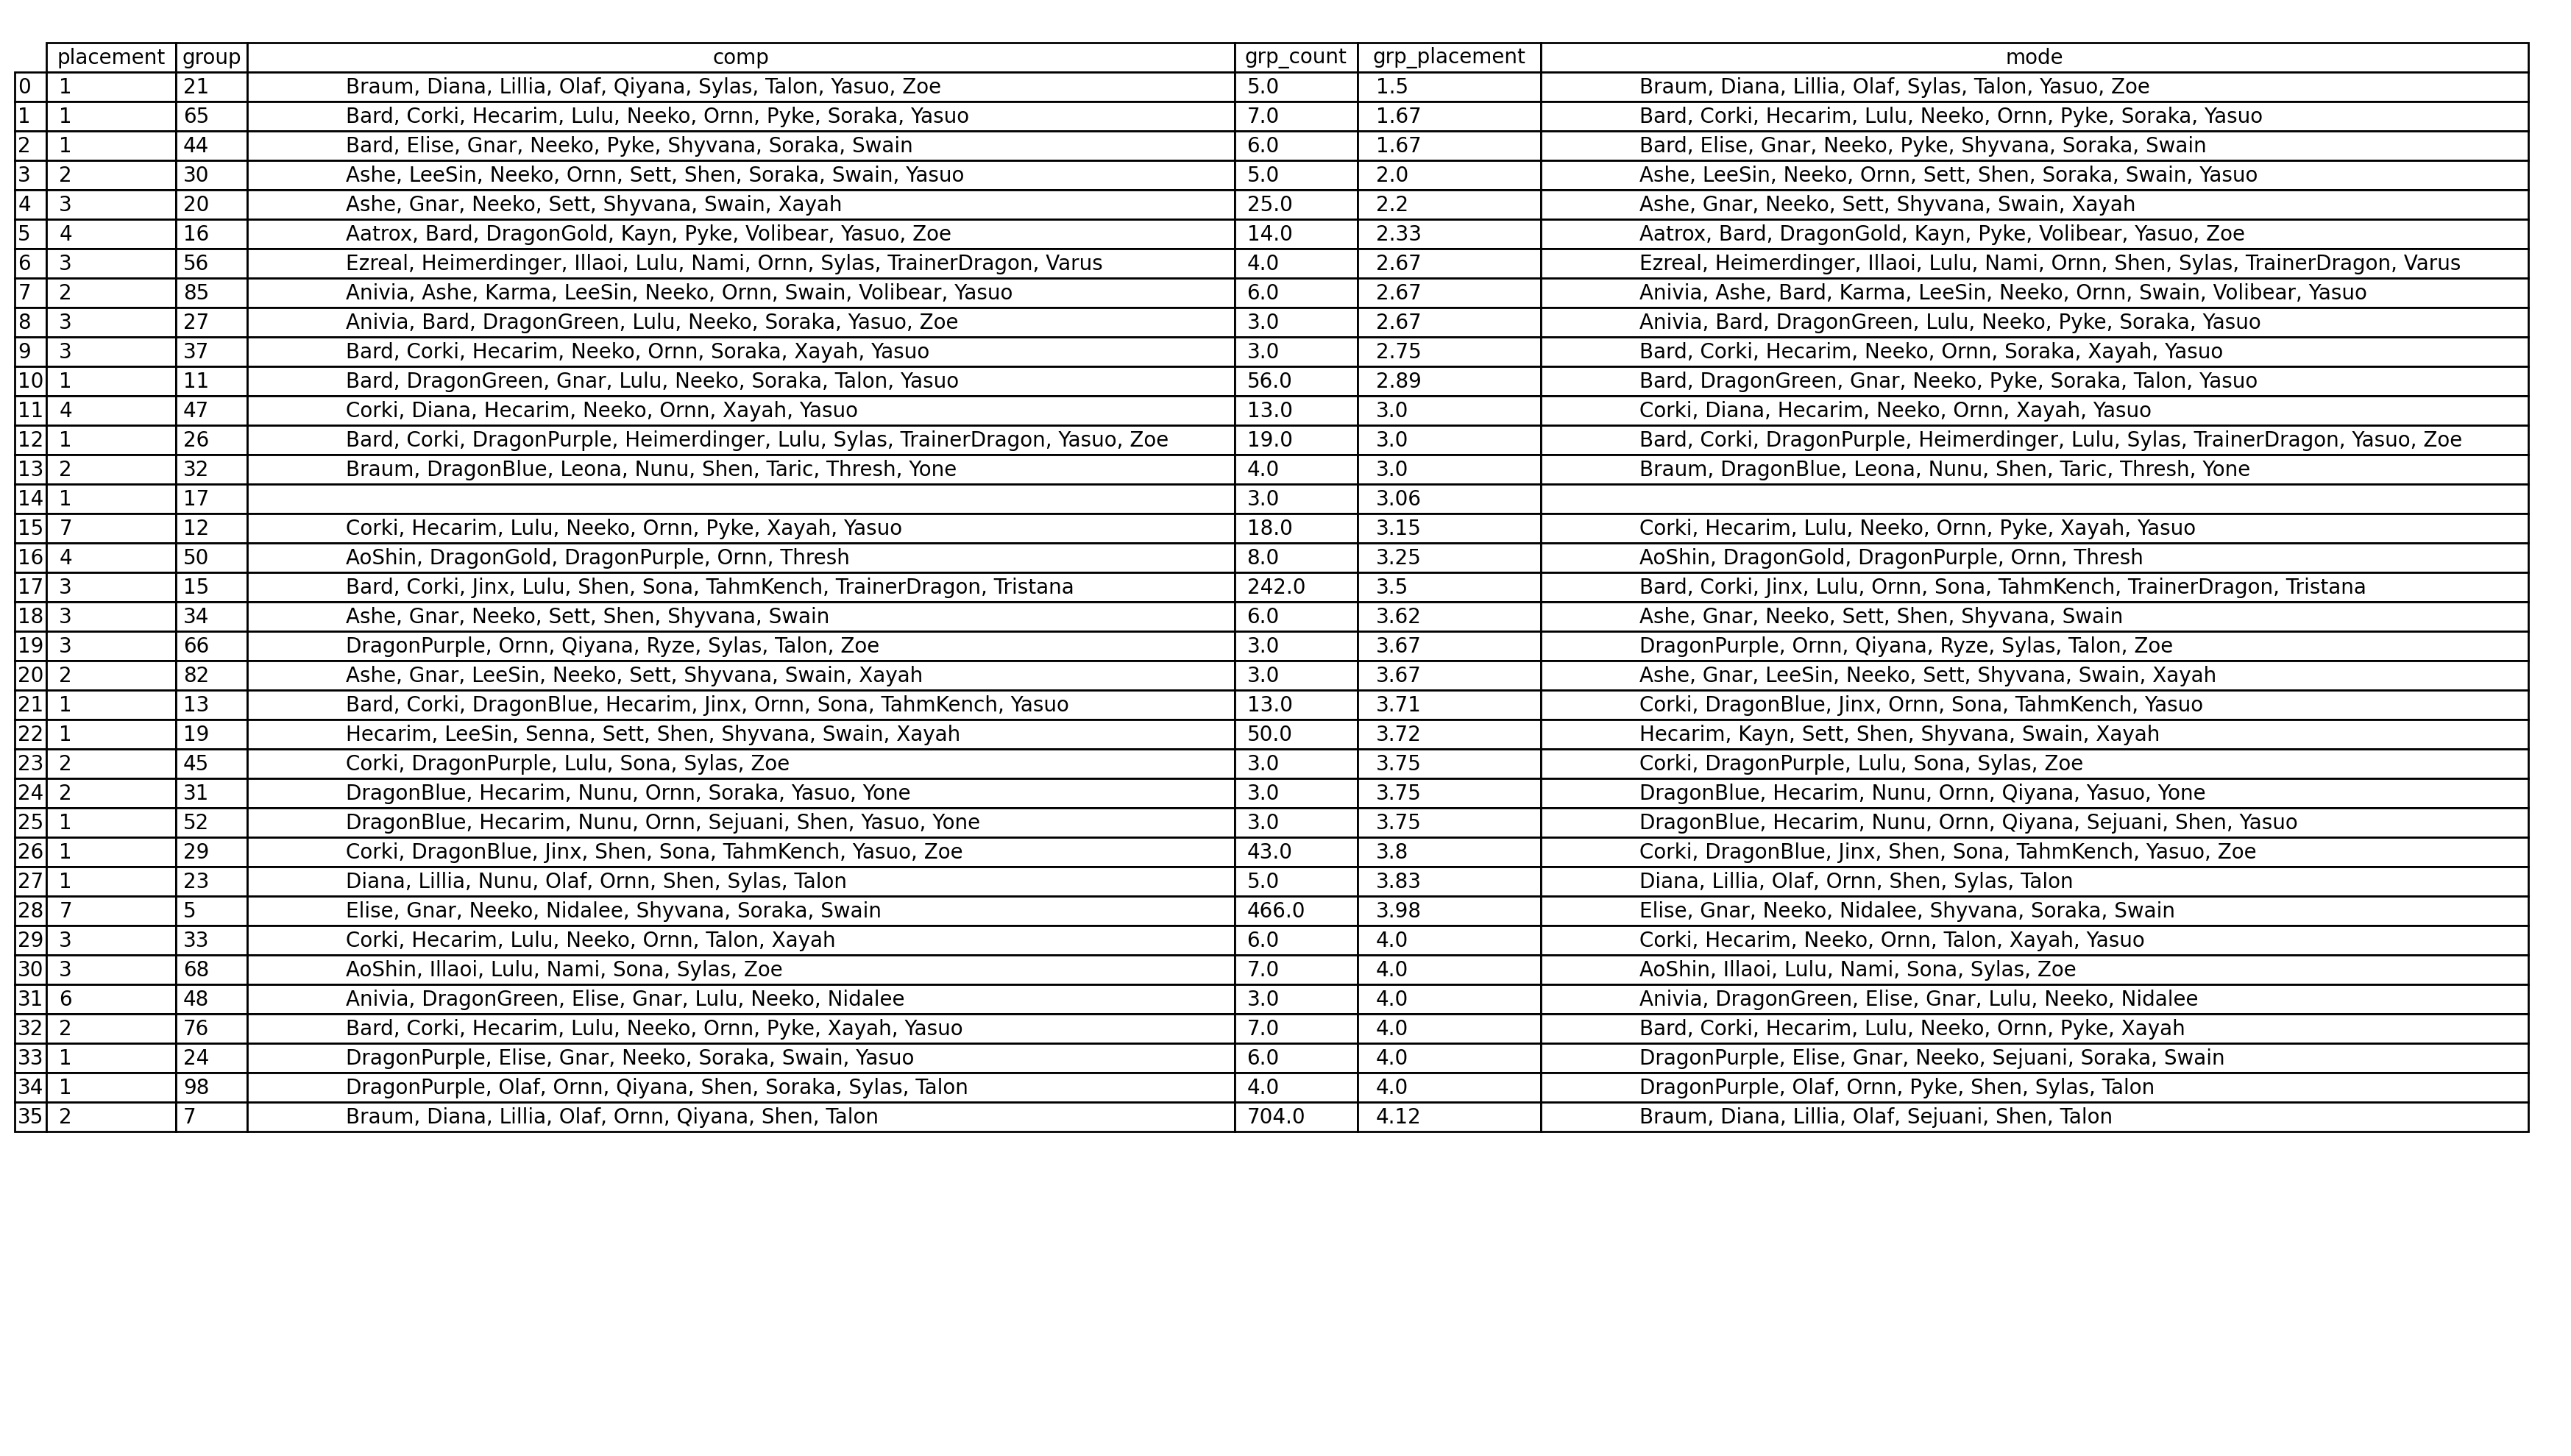 placement group comp grp_count grp_placement mode
0 1 21 Braum, Diana, Lillia, Olaf, Qiyana, Sylas, Talon, Yasuo, Zoe 5.0 1.5 Braum, Diana, Lillia, Olaf, Sylas, Talon, Yasuo, Zoe
1 1 65 Bard, Corki, Hecarim, Lulu, Neeko, Ornn, Pyke, Soraka, Yasuo 7.0 1.67 Bard, Corki, Hecarim, Lulu, Neeko, Ornn, Pyke, Soraka, Yasuo
2 1 44 Bard, Elise, Gnar, Neeko, Pyke, Shyvana, Soraka, Swain 6.0 1.67 Bard, Elise, Gnar, Neeko, Pyke, Shyvana, Soraka, Swain
3 2 30 Ashe, LeeSin, Neeko, Ornn, Sett, Shen, Soraka, Swain, Yasuo 5.0 2.0 Ashe, LeeSin, Neeko, Ornn, Sett, Shen, Soraka, Swain, Yasuo
4 3 20 Ashe, Gnar, Neeko, Sett, Shyvana, Swain, Xayah 25.0 2.2 Ashe, Gnar, Neeko, Sett, Shyvana, Swain, Xayah
5 4 16 Aatrox, Bard, DragonGold, Kayn, Pyke, Volibear, Yasuo, Zoe 14.0 2.33 Aatrox, Bard, DragonGold, Kayn, Pyke, Volibear, Yasuo, Zoe
6 3 56 Ezreal, Heimerdinger, Illaoi, Lulu, Nami, Ornn, Sylas, TrainerDragon, Varus 4.0 2.67 Ezreal, Heimerdinger, Illaoi, Lulu, Nami, Ornn, Shen, Sylas, TrainerDragon, Varus
7 2 85 Anivia, Ashe, Karma, LeeSin, Neeko, Ornn, Swain, Volibear, Yasuo 6.0 2.67 Anivia, Ashe, Bard, Karma, LeeSin, Neeko, Ornn, Swain, Volibear, Yasuo
8 3 27 Anivia, Bard, DragonGreen, Lulu, Neeko, Soraka, Yasuo, Zoe 3.0 2.67 Anivia, Bard, DragonGreen, Lulu, Neeko, Pyke, Soraka, Yasuo
9 3 37 Bard, Corki, Hecarim, Neeko, Ornn, Soraka, Xayah, Yasuo 3.0 2.75 Bard, Corki, Hecarim, Neeko, Ornn, Soraka, Xayah, Yasuo
10 1 11 Bard, DragonGreen, Gnar, Lulu, Neeko, Soraka, Talon, Yasuo 56.0 2.89 Bard, DragonGreen, Gnar, Neeko, Pyke, Soraka, Talon, Yasuo
11 4 47 Corki, Diana, Hecarim, Neeko, Ornn, Xayah, Yasuo 13.0 3.0 Corki, Diana, Hecarim, Neeko, Ornn, Xayah, Yasuo
12 1 26 Bard, Corki, DragonPurple, Heimerdinger, Lulu, Sylas, TrainerDragon, Yasuo, Zoe 19.0 3.0 Bard, Corki, DragonPurple, Heimerdinger, Lulu, Sylas, TrainerDragon, Yasuo, Zoe
13 2 32 Braum, DragonBlue, Leona, Nunu, Shen, Taric, Thresh, Yone 4.0 3.0 Braum, DragonBlue, Leona, Nunu, Shen, Taric, Thresh, Yone
14 1 17 3.0 3.06
15 7 12 Corki, Hecarim, Lulu, Neeko, Ornn, Pyke, Xayah, Yasuo 18.0 3.15 Corki, Hecarim, Lulu, Neeko, Ornn, Pyke, Xayah, Yasuo
16 4 50 AoShin, DragonGold, DragonPurple, Ornn, Thresh 8.0 3.25 AoShin, DragonGold, DragonPurple, Ornn, Thresh
17 3 15 Bard, Corki, Jinx, Lulu, Shen, Sona, TahmKench, TrainerDragon, Tristana 242.0 3.5 Bard, Corki, Jinx, Lulu, Ornn, Sona, TahmKench, TrainerDragon, Tristana
18 3 34 Ashe, Gnar, Neeko, Sett, Shen, Shyvana, Swain 6.0 3.62 Ashe, Gnar, Neeko, Sett, Shen, Shyvana, Swain
19 3 66 DragonPurple, Ornn, Qiyana, Ryze, Sylas, Talon, Zoe 3.0 3.67 DragonPurple, Ornn, Qiyana, Ryze, Sylas, Talon, Zoe
20 2 82 Ashe, Gnar, LeeSin, Neeko, Sett, Shyvana, Swain, Xayah 3.0 3.67 Ashe, Gnar, LeeSin, Neeko, Sett, Shyvana, Swain, Xayah
21 1 13 Bard, Corki, DragonBlue, Hecarim, Jinx, Ornn, Sona, TahmKench, Yasuo 13.0 3.71 Corki, DragonBlue, Jinx, Ornn, Sona, TahmKench, Yasuo
22 1 19 Hecarim, LeeSin, Senna, Sett, Shen, Shyvana, Swain, Xayah 50.0 3.72 Hecarim, Kayn, Sett, Shen, Shyvana, Swain, Xayah
23 2 45 Corki, DragonPurple, Lulu, Sona, Sylas, Zoe 3.0 3.75 Corki, DragonPurple, Lulu, Sona, Sylas, Zoe
24 2 31 DragonBlue, Hecarim, Nunu, Ornn, Soraka, Yasuo, Yone 3.0 3.75 DragonBlue, Hecarim, Nunu, Ornn, Qiyana, Yasuo, Yone
25 1 52 DragonBlue, Hecarim, Nunu, Ornn, Sejuani, Shen, Yasuo, Yone 3.0 3.75 DragonBlue, Hecarim, Nunu, Ornn, Qiyana, Sejuani, Shen, Yasuo
26 1 29 Corki, DragonBlue, Jinx, Shen, Sona, TahmKench, Yasuo, Zoe 43.0 3.8 Corki, DragonBlue, Jinx, Shen, Sona, TahmKench, Yasuo, Zoe
27 1 23 Diana, Lillia, Nunu, Olaf, Ornn, Shen, Sylas, Talon 5.0 3.83 Diana, Lillia, Olaf, Ornn, Shen, Sylas, Talon
28 7 5 Elise, Gnar, Neeko, Nidalee, Shyvana, Soraka, Swain 466.0 3.98 Elise, Gnar, Neeko, Nidalee, Shyvana, Soraka, Swain
29 3 33 Corki, Hecarim, Lulu, Neeko, Ornn, Talon, Xayah 6.0 4.0 Corki, Hecarim, Neeko, Ornn, Talon, Xayah, Yasuo
30 3 68 AoShin, Illaoi, Lulu, Nami, Sona, Sylas, Zoe 7.0 4.0 AoShin, Illaoi, Lulu, Nami, Sona, Sylas, Zoe
31 6 48 Anivia, DragonGreen, Elise, Gnar, Lulu, Neeko, Nidalee 3.0 4.0 Anivia, DragonGreen, Elise, Gnar, Lulu, Neeko, Nidalee
32 2 76 Bard, Corki, Hecarim, Lulu, Neeko, Ornn, Pyke, Xayah, Yasuo 7.0 4.0 Bard, Corki, Hecarim, Lulu, Neeko, Ornn, Pyke, Xayah
33 1 24 DragonPurple, Elise, Gnar, Neeko, Soraka, Swain, Yasuo 6.0 4.0 DragonPurple, Elise, Gnar, Neeko, Sejuani, Soraka, Swain
34 1 98 DragonPurple, Olaf, Ornn, Qiyana, Shen, Soraka, Sylas, Talon 4.0 4.0 DragonPurple, Olaf, Ornn, Pyke, Shen, Sylas, Talon
35 2 7 Braum, Diana, Lillia, Olaf, Ornn, Qiyana, Shen, Talon 704.0 4.12 Braum, Diana, Lillia, Olaf, Sejuani, Shen, Talon